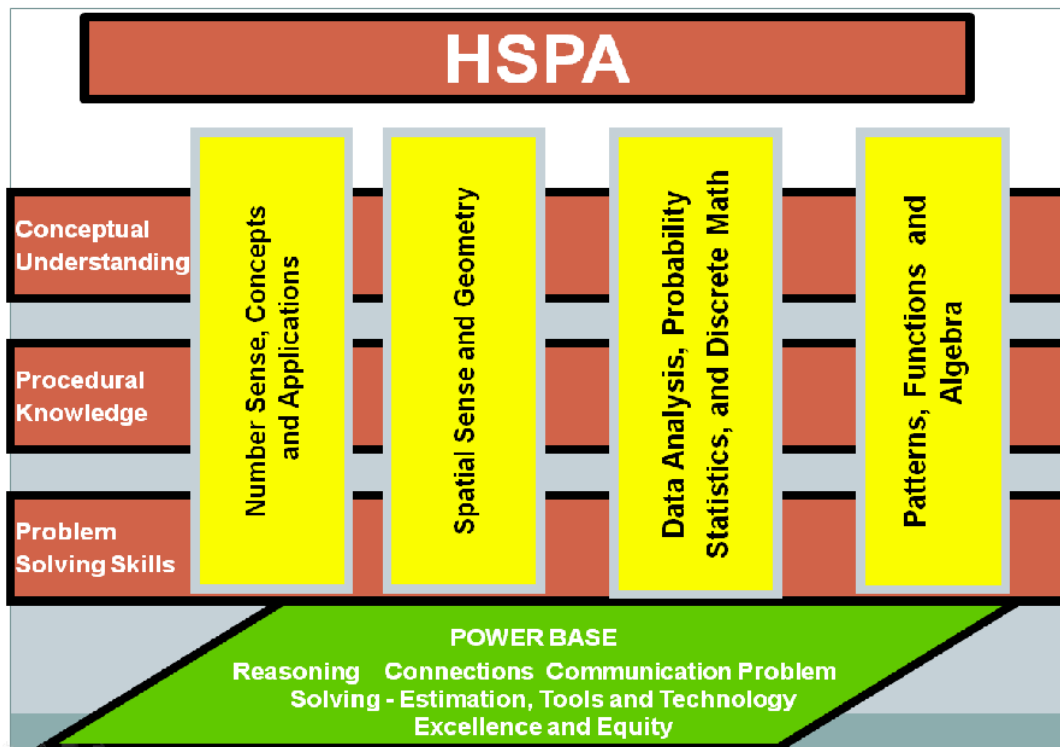 HSPA
Conceptual
Understanding
Procedural
Knowledge
Problem
Solving Skills
Number Sense, Concepts
and Applications
Spatial Sense and Geometry
Data Analysis, Probability
Statistics, and Discrete Math
Patterns, Functions and
Algebra
POWER BASE
Reasoning Connections Communication Problem
Solving - Estimation, Tools and Technology
Excellence and Equity